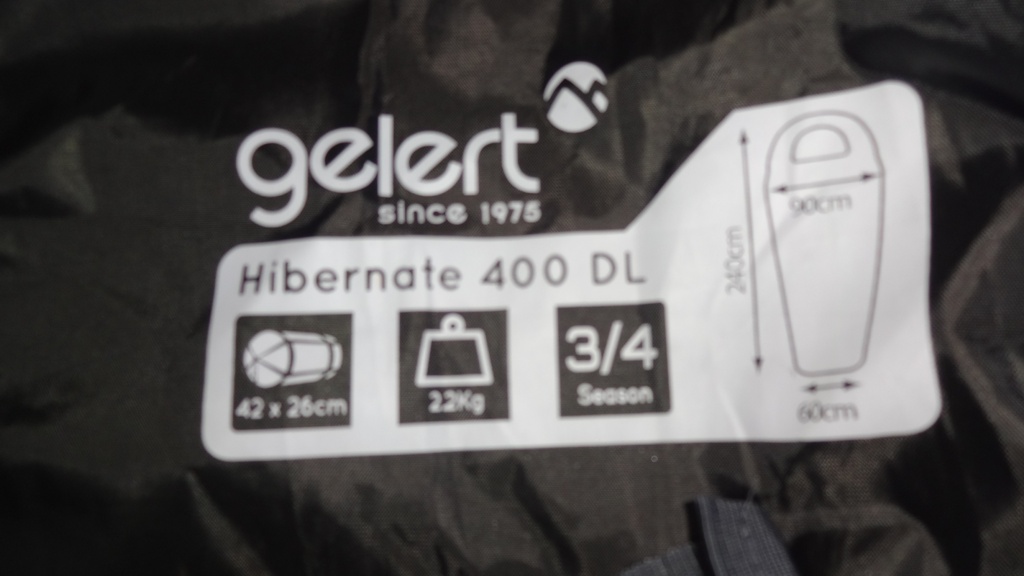 gelert
since 1975
Hibernate 400 DL
42 x 26cm
2.2Kg
3/4
Season
90cm
240cm
60cm